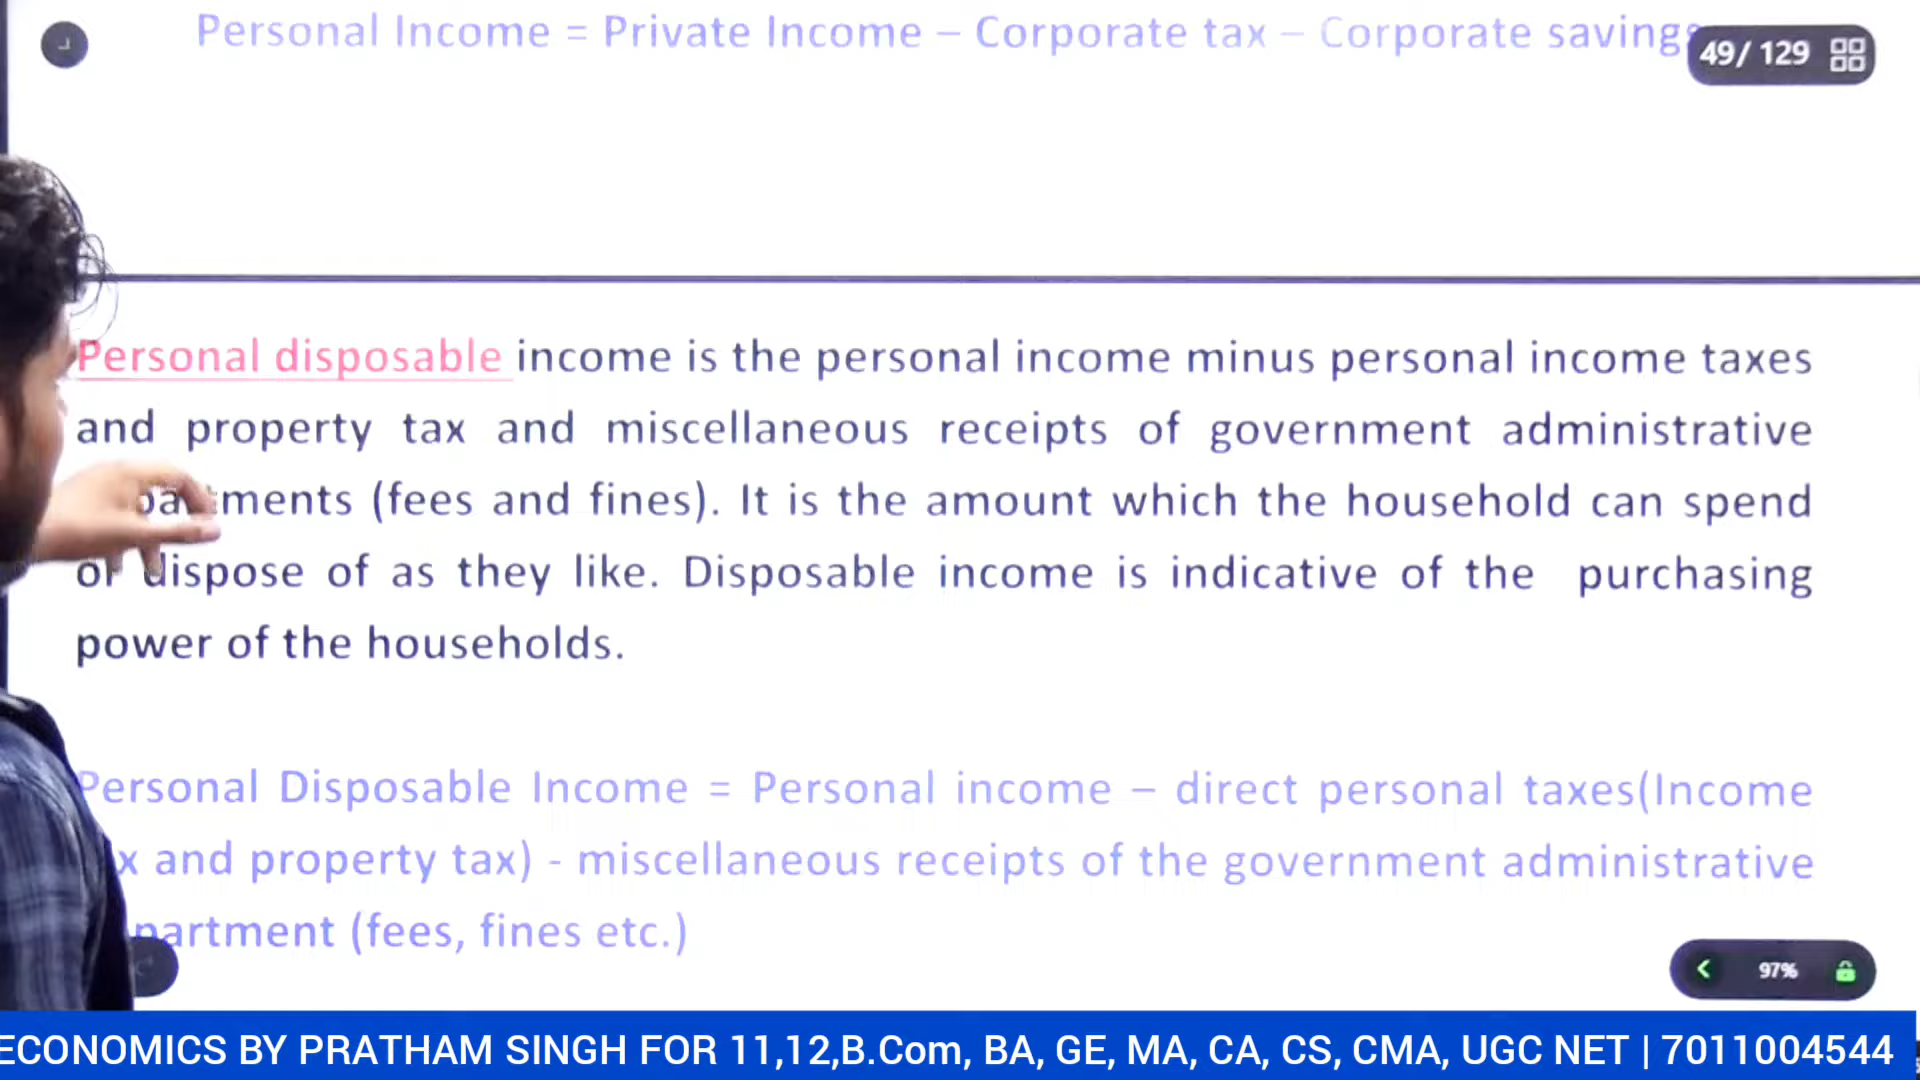 Personal Income = Private Income – Corporate tax – Corporate savings
49/ 129
Personal disposable income is the personal income minus personal income taxes
and property tax and miscellaneous receipts of government administrative
ments (fees and fines). It is the amount which the household can spend
or dispose of as they like. Disposable income is indicative of the purchasing
power of the households.
Personal Disposable Income = Personal income – direct personal taxes(Income
x and property tax) - miscellaneous receipts of the government administrative
partment (fees, fines etc.)
97%
ECONOMICS BY PRATHAM SINGH FOR 11,12,B.Com, BA, GE, MA, CA, CS, CMA, UGC NET | 7011004544